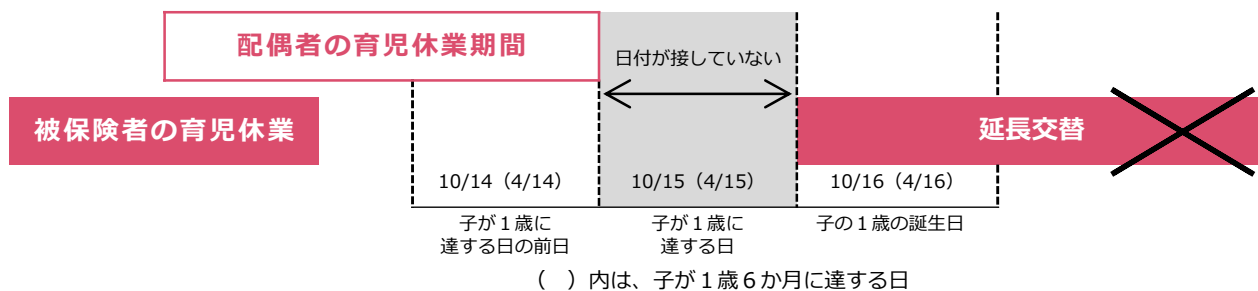 配偶者の育児休業期間
日付が接していない
被保険者の育児休業
延長交替
10/14（4/14）
10/15（4/15）
10/16（4/16）
子が１歳に
達する日の前日
子が１歳に
達する日
子の１歳の誕生日
（　）内は、子が１歳６か月に達する日